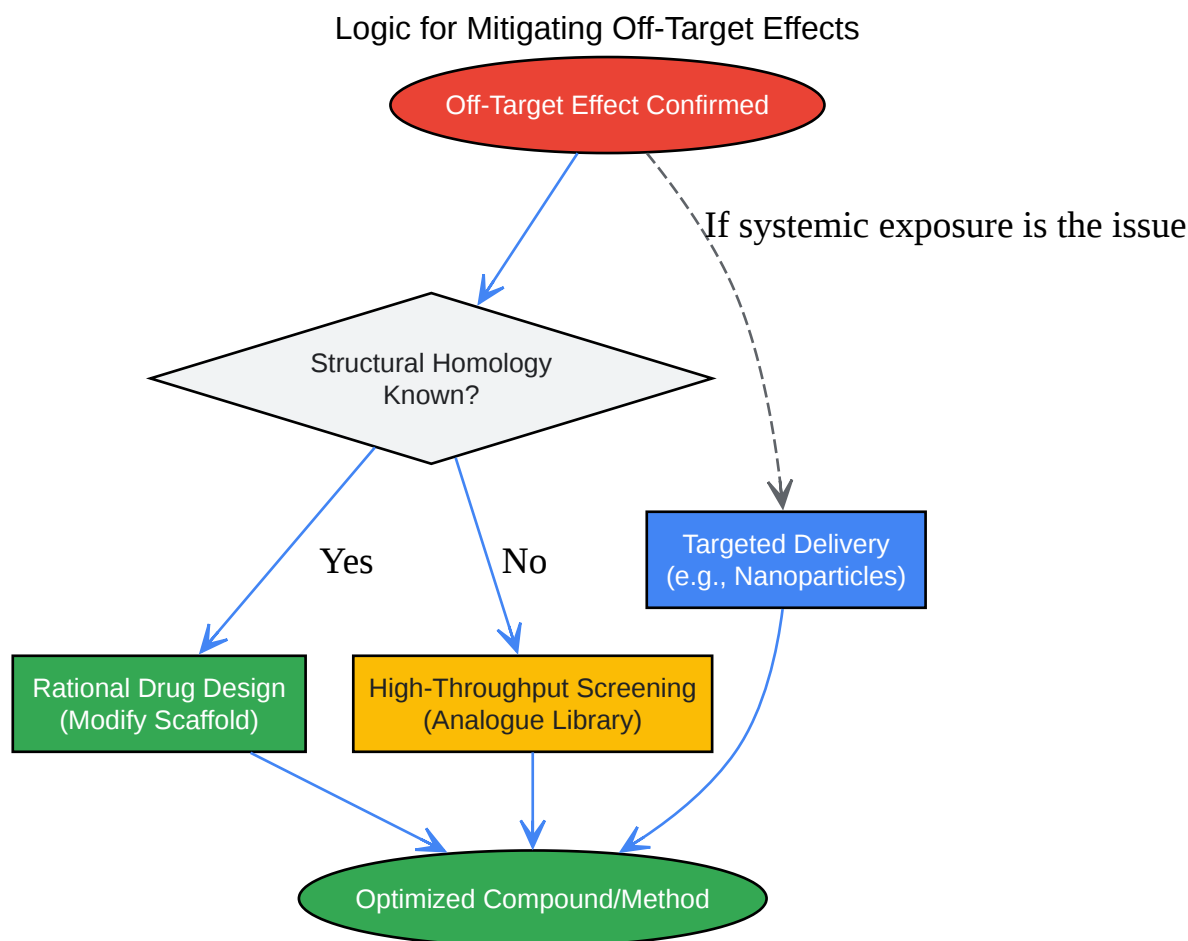 Logic for Mitigating Off-Target Effects
Off-Target Effect Confirmed
If systemic exposure is the issue
Structural Homology
Known?
Yes
No
Targeted Delivery
(e.g., Nanoparticles)
Rational Drug Design
(Modify Scaffold)
High-Throughput Screening
(Analogue Library)
Optimized Compound/Method